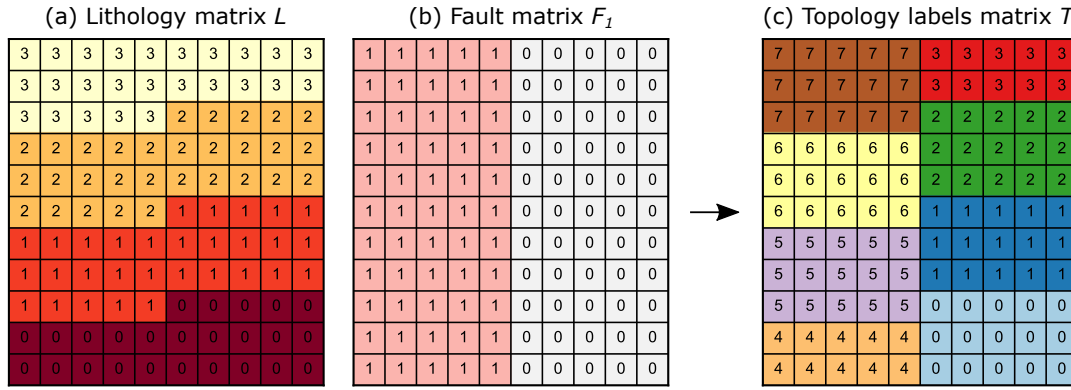 (a) Lithology matrix L
3 3 3 3 3 3 3 3 3 3
3 3 3 3 3 3 3 3 3 3
3 3 3 3 3 2 2 2 2 2
2 2 2 2 2 2 2 2 2 2
2 2 2 2 2 2 2 2 2 2
2 2 2 2 2 1 1 1 1 1
1 1 1 1 1 1 1 1 1 1
1 1 1 1 1 1 1 1 1 1
1 1 1 1 1 0 0 0 0 0
0 0 0 0 0 0 0 0 0 0
0 0 0 0 0 0 0 0 0 0
(b) Fault matrix F1
1 1 1 1 1 0 0 0 0 0
1 1 1 1 1 0 0 0 0 0
1 1 1 1 1 0 0 0 0 0
1 1 1 1 1 0 0 0 0 0
1 1 1 1 1 0 0 0 0 0
1 1 1 1 1 0 0 0 0 0
1 1 1 1 1 0 0 0 0 0
1 1 1 1 1 0 0 0 0 0
1 1 1 1 1 0 0 0 0 0
1 1 1 1 1 0 0 0 0 0
1 1 1 1 1 0 0 0 0 0
(c) Topology labels matrix T
7 7 7 7 7 3 3 3 3 3
7 7 7 7 7 3 3 3 3 3
7 7 7 7 7 2 2 2 2 2
6 6 6 6 6 2 2 2 2 2
6 6 6 6 6 2 2 2 2 2
6 6 6 6 6 1 1 1 1 1
5 5 5 5 5 1 1 1 1 1
5 5 5 5 5 1 1 1 1 1
5 5 5 5 5 0 0 0 0 0
4 4 4 4 4 0 0 0 0 0
4 4 4 4 4 0 0 0 0 0